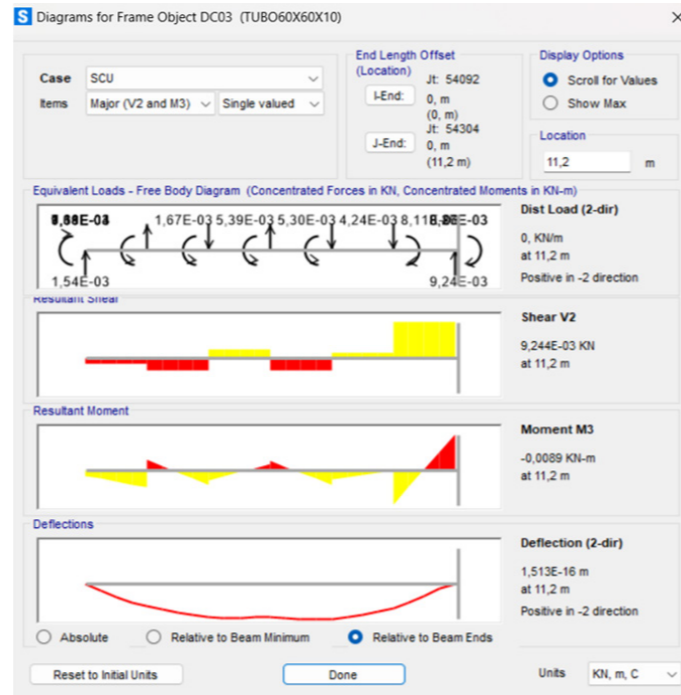 S Diagrams for Frame Object DC03 (TUBO60X60X10)
Case SCU
Items Major (V2 and M3) Single valued
End Length Offset
(Location)
Jt: 54092
I-End: 0, m
(0, m)
Jt: 54304
J-End: 0, m
(11,2 m)
Display Options
Scroll for Values
Show Max
Location
11,2 m
Equivalent Loads - Free Body Diagram (Concentrated Forces in KN, Concentrated Moments in KN-m)
1,67E-03 5,39E-03 5,30E-03 4,24E-03
1,54E-03 9,24E-03
Dist Load (2-dir)
0, KN/m
at 11,2 m
Positive in -2 direction
Resultant Shear
Shear V2
9,244E-03 KN
at 11,2 m
Resultant Moment
Moment M3
-0,0089 KN-m
at 11,2 m
Deflections
Deflection (2-dir)
1,513E-16 m
at 11,2 m
Positive in -2 direction
Absolute Relative to Beam Minimum Relative to Beam Ends
Reset to Initial Units Done Units KN, m, C